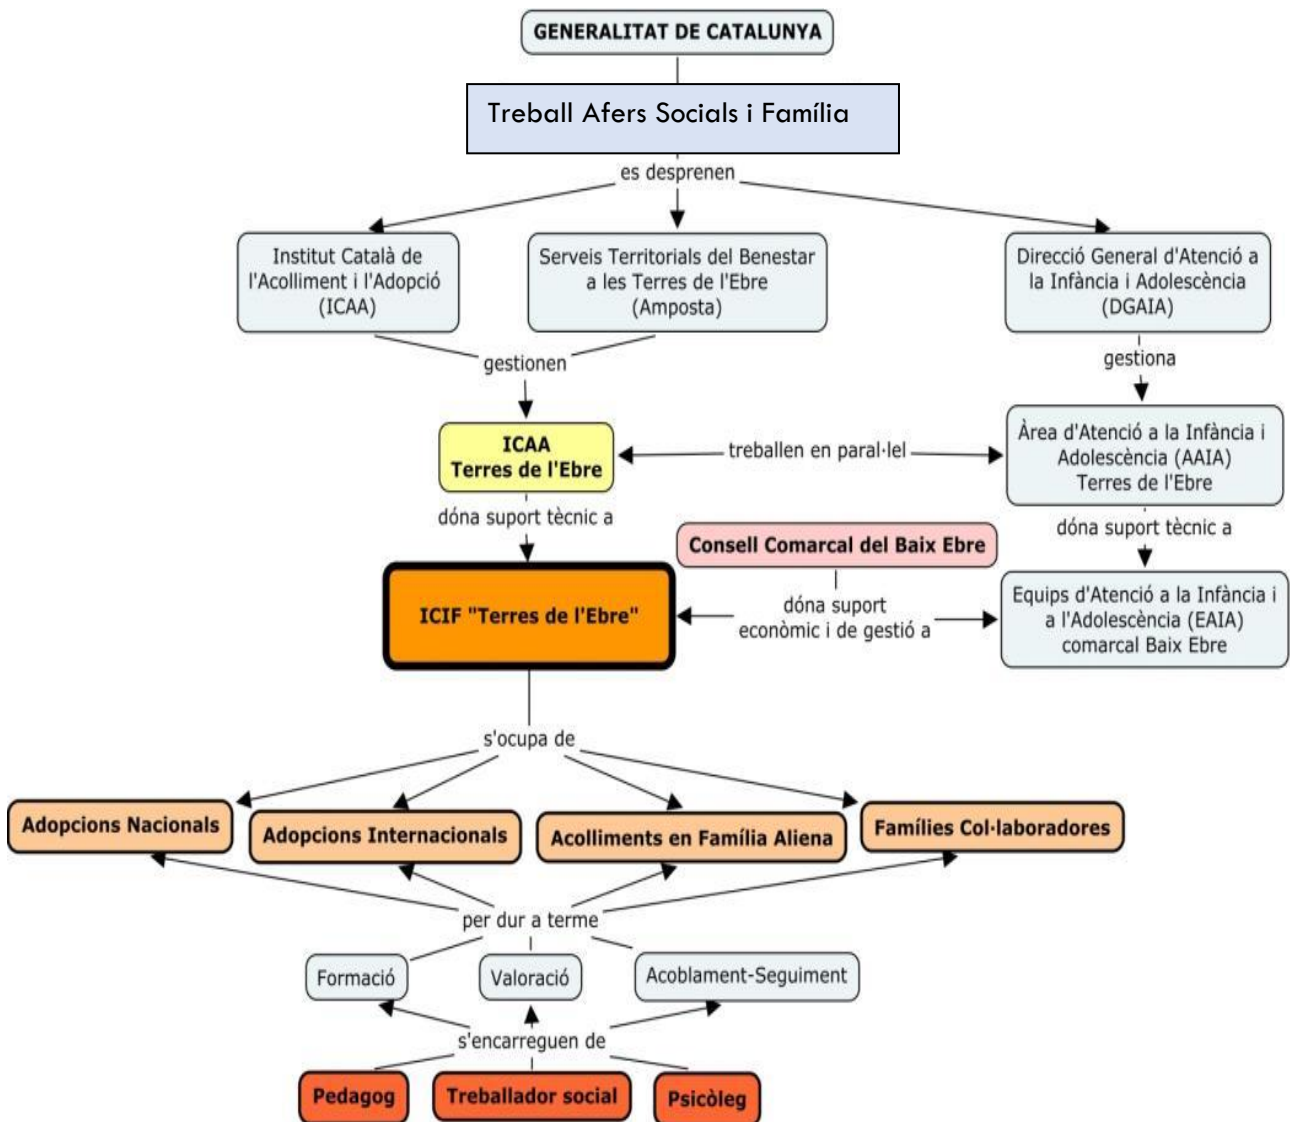 GENERALITAT DE CATALUNYA
Treball Afers Socials i Família
es desprenen
Institut Català de
l'Acolliment i l'Adopció
(ICAA)
Serveis Territorials del Benestar
a les Terres de l'Ebre
(Amposta)
Direcció General d'Atenció a
la Infància i Adolescència
(DGAIA)
gestionen
gestiona
ICAA
Terres de l'Ebre
treballen en paral·lel
Àrea d'Atenció a la Infància i
Adolescència (AAIA)
Terres de l'Ebre
dóna suport tècnic a
dóna suport tècnic a
Consell Comarcal del Baix Ebre
ICIF "Terres de l'Ebre"
dóna suport
econòmic i de gestió a
Equips d'Atenció a la Infància i
a l'Adolescència (EAIA)
comarcal Baix Ebre
s'ocupa de
Adopcions Nacionals
Adopcions Internacionals
Acolliments en Família Aliena
Famílies Col·laboradores
per dur a terme
Formació
Valoració
Acoblament-Seguiment
s'encarreguen de
Pedagog
Treballador social
Psicòleg